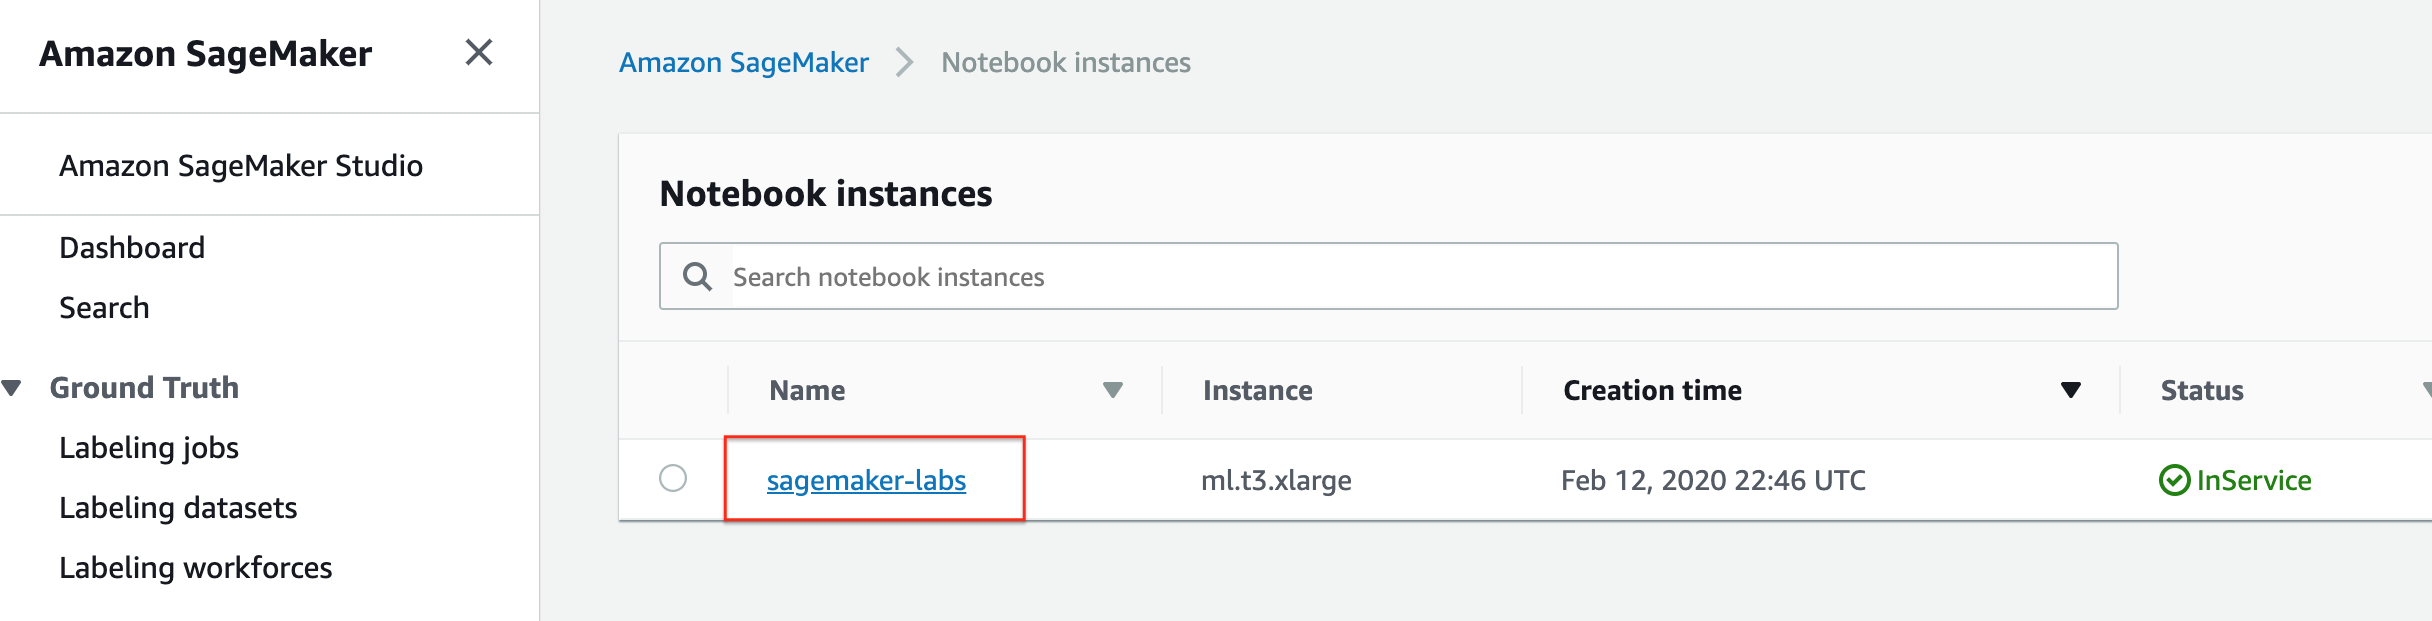 Amazon SageMaker
Amazon SageMaker Studio
Dashboard
Search
Ground Truth
Labeling jobs
Labeling datasets
Labeling workforces
Amazon SageMaker Notebook instances
Notebook instances
Search notebook instances
Name Instance Creation time Status
sagemaker-labs ml.t3.xlarge Feb 12, 2020 22:46 UTC InService